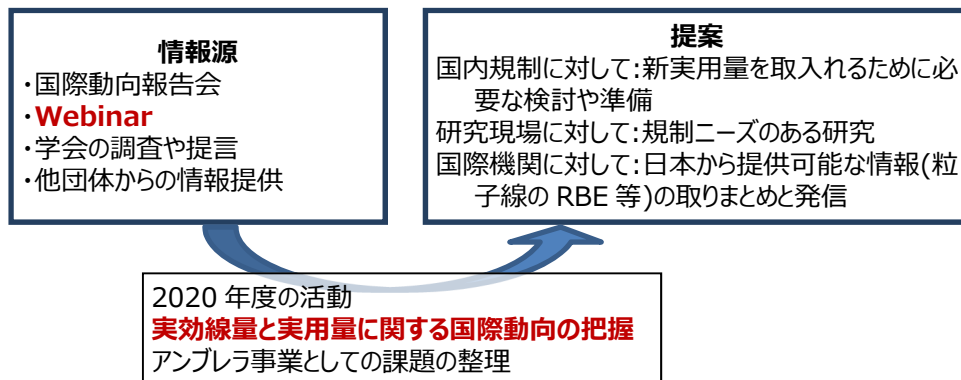 情報源
・国際動向報告会
・Webinar
・学会の調査や提言
・他団体からの情報提供
提案
国内規制に対して:新実用量を取入れるために必
要な検討や準備
研究現場に対して:規制ニーズのある研究
国際機関に対して:日本から提供可能な情報(粒
子線の RBE 等)の取りまとめと発信
2020 年度の活動
実効線量と実用量に関する国際動向の把握
アンブレラ事業としての課題の整理